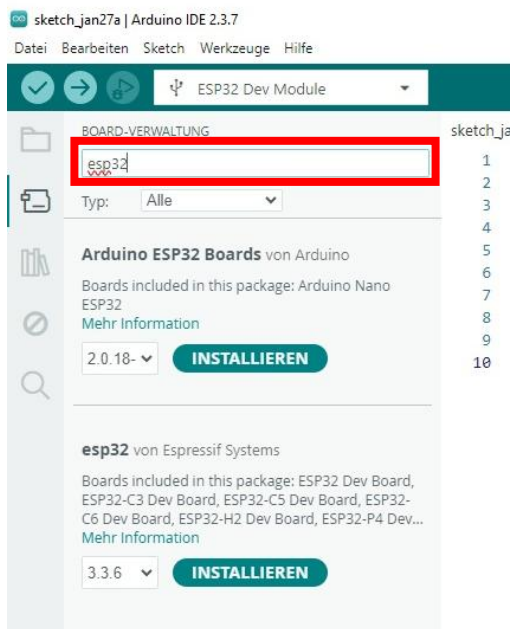 sketch_jan27a | Arduino IDE 2.3.7
Datei Bearbeiten Sketch Werkzeuge Hilfe
ESP32 Dev Module
BOARD-VERWALTUNG
sketch_ja
esp32
Typ: Alle
1
2
3
4
5
6
7
8
9
10
Arduino ESP32 Boards von Arduino
Boards included in this package: Arduino Nano
ESP32
Mehr Information
2.0.18-
INSTALLIEREN
esp32 von Espressif Systems
Boards included in this package: ESP32 Dev Board,
ESP32-C3 Dev Board, ESP32-C5 Dev Board, ESP32-
C6 Dev Board, ESP32-H2 Dev Board, ESP32-P4 Dev...
Mehr Information
3.3.6
INSTALLIEREN